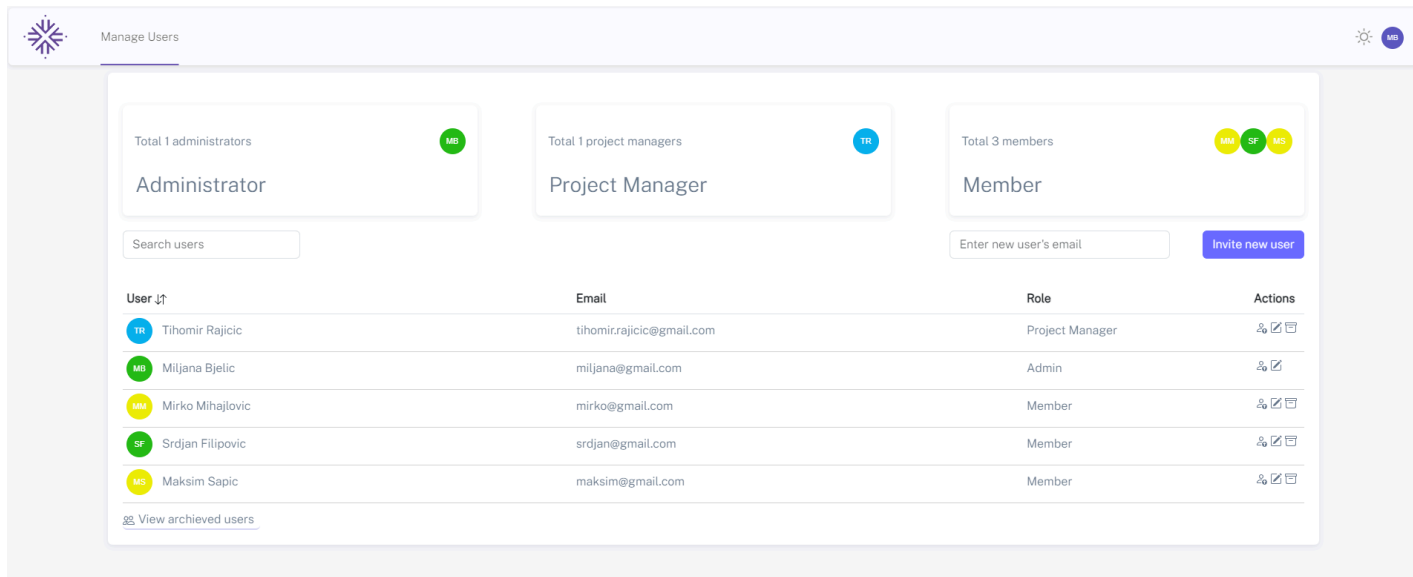 Manage Users
MB
Total 1 administrators
MB
Administrator
Total 1 project managers
TR
Project Manager
Total 3 members
MM SF MS
Member
Search users
Enter new user's email
Invite new user
User Email Role Actions
TR Tihomir Rajicic tihomir.rajicic@gmail.com Project Manager
MB Miljana Bjelic miljana@gmail.com Admin
MM Mirko Mihajlovic mirko@gmail.com Member
SF Srdjan Filipovic srdjan@gmail.com Member
MS Maksim Sapic maksim@gmail.com Member
View archieved users